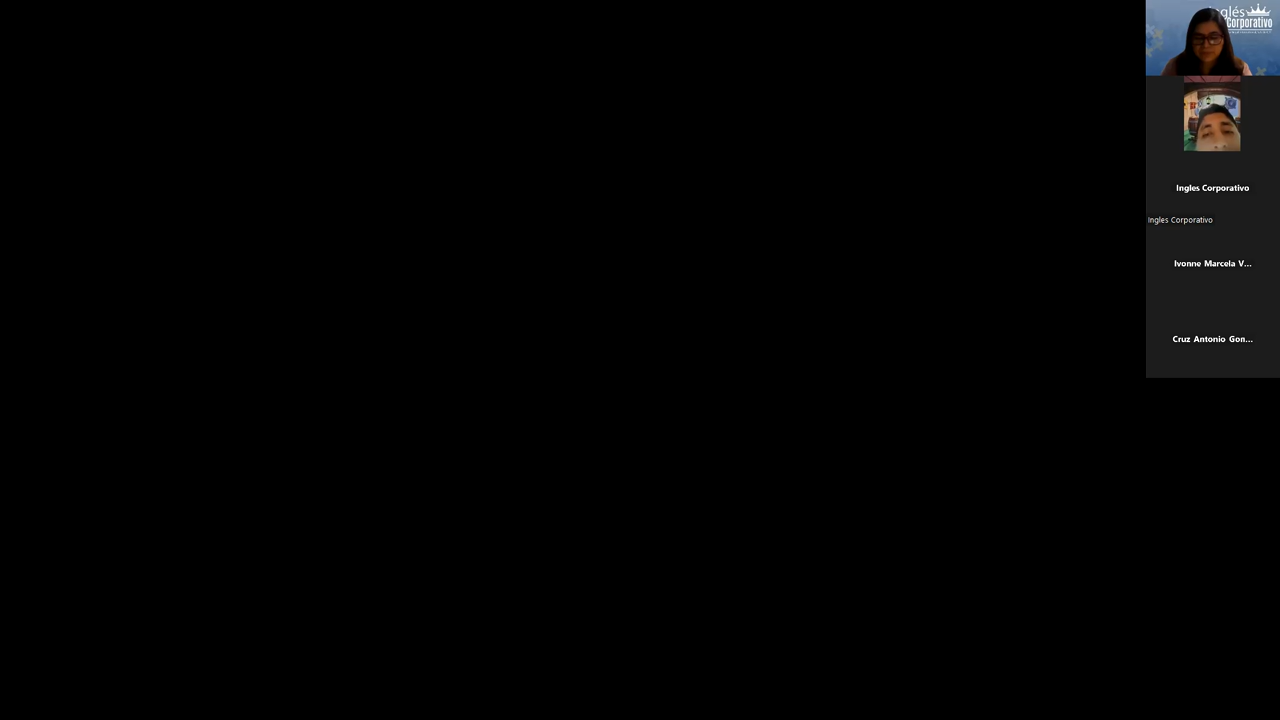 Inglés
Corporativo
Ingles Corporativo
Ingles Corporativo
Ivonne Marcela V...
Cruz Antonio Gon...